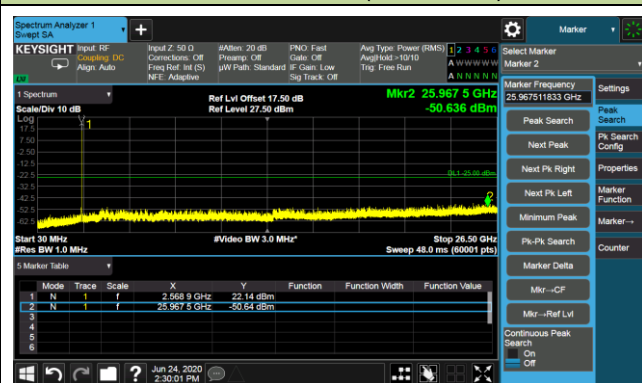 Spectrum Analyzer 1
Swept SA
KEYSIGHT
Input: RF
Coupling: DC
Align: Auto
Input Z: 50 Ω
Corrections: Off
Freq Ref: Int (S)
NFE: Adaptive
#Atten: 20 dB
Preamp: Off
µW Path: Standard
PNO: Fast
Gate: Off
IF Gain: Low
Sig Track: Off
Avg Type: Power (RMS)
Avg|Hold:>10/10
Trig: Free Run
1 2 3 4 5 6
A W W W W W
A N N N N N
1 Spectrum
Scale/Div 10 dB
Ref Lvl Offset 17.50 dB
Ref Level 27.50 dBm
Mkr2 25.967 5 GHz
-50.636 dBm
Log
17.5
7.50
-2.50
-12.5
-22.5
-32.5
-42.5
-52.5
-62.5
1
2
DL1 -25.00 dBm
Start 30 MHz
#Res BW 1.0 MHz
#Video BW 3.0 MHz*
Stop 26.50 GHz
Sweep 48.0 ms (60001 pts)
5 Marker Table
Mode Trace Scale X Y Function Function Width Function Value
1 N 1 f 2.568 9 GHz 22.14 dBm
2 N 1 f 25.967 5 GHz -50.64 dBm
3
4
5
6
Jun 24, 2020
2:30:01 PM
Marker
Select Marker
Marker 2
Marker Frequency
25.967511833 GHz
Peak Search
Next Peak
Next Pk Right
Next Pk Left
Minimum Peak
Pk-Pk Search
Marker Delta
Mkr→CF
Mkr→Ref Lvl
Continuous Peak
Search
On
Off
Settings
Peak
Search
Pk Search
Config
Properties
Marker
Function
Marker→
Counter